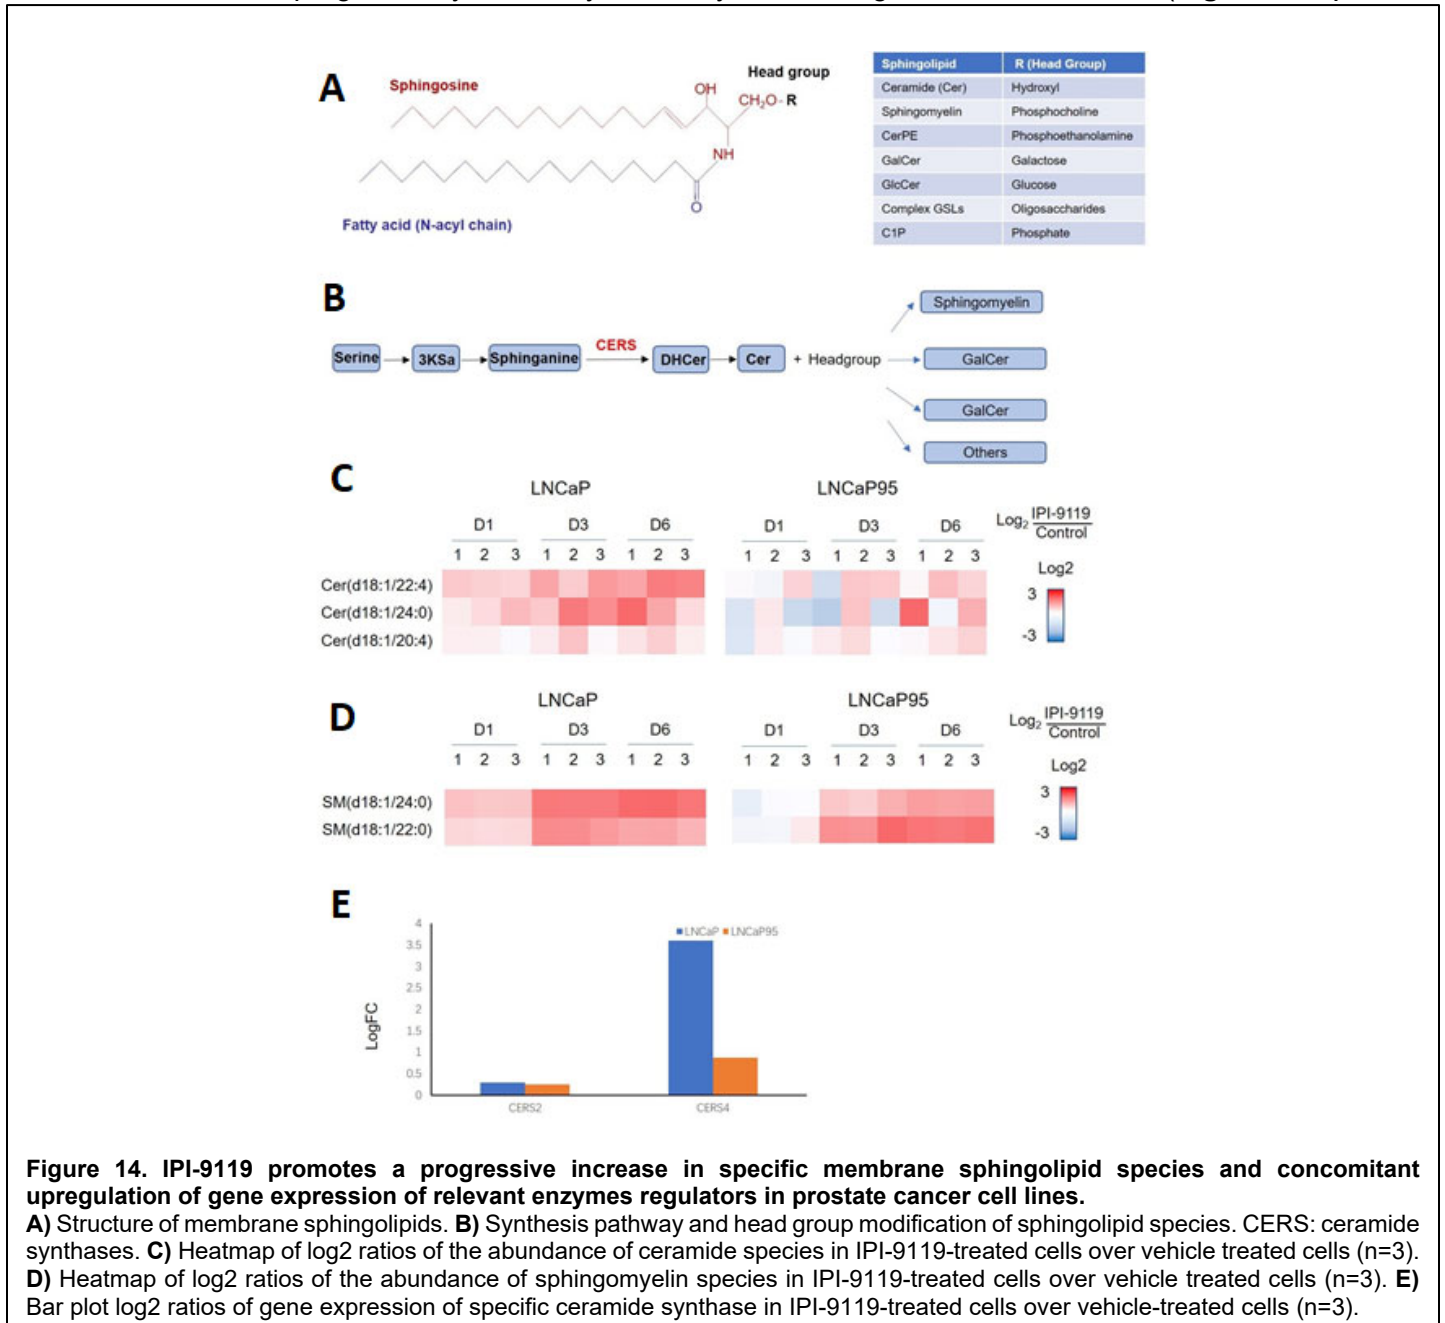 A
Sphingosine
Head group
OH
CH2O- R
NH
O
Fatty acid (N-acyl chain)
Sphingolipid R (Head Group)
Ceramide (Cer) Hydroxyl
Sphingomyelin Phosphocholine
CerPE Phosphoethanolamine
GalCer Galactose
GlcCer Glucose
Complex GSLs Oligosaccharides
C1P Phosphate
B
Serine 3KSa Sphinganine CERS DHCer Cer + Headgroup
Sphingomyelin
GalCer
GalCer
Others
C
LNCaP LNCaP95
D1 D3 D6 D1 D3 D6
1 2 3 1 2 3 1 2 3 1 2 3 1 2 3 1 2 3
Cer(d18:1/22:4)
Cer(d18:1/24:0)
Cer(d18:1/20:4)
Log2 IPI-9119
Control
Log2
3
-3
D
LNCaP LNCaP95
D1 D3 D6 D1 D3 D6
1 2 3 1 2 3 1 2 3 1 2 3 1 2 3 1 2 3
SM(d18:1/24:0)
SM(d18:1/22:0)
Log2 IPI-9119
Control
Log2
3
-3
E
LNCaP LNCaP95
LogFC
4
3.5
3
2.5
2
1.5
1
0.5
0
CERS2 CERS4
Figure 14. IPI-9119 promotes a progressive increase in specific membrane sphingolipid species and concomitant
upregulation of gene expression of relevant enzymes regulators in prostate cancer cell lines.
A) Structure of membrane sphingolipids. B) Synthesis pathway and head group modification of sphingolipid species. CERS: ceramide
synthases. C) Heatmap of log2 ratios of the abundance of ceramide species in IPI-9119-treated cells over vehicle treated cells (n=3).
D) Heatmap of log2 ratios of the abundance of sphingomyelin species in IPI-9119-treated cells over vehicle treated cells (n=3). E)
Bar plot log2 ratios of gene expression of specific ceramide synthase in IPI-9119-treated cells over vehicle-treated cells (n=3).